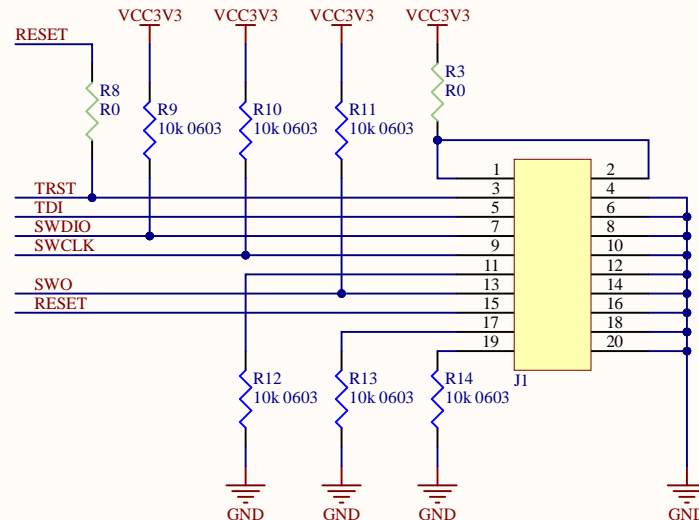 VCC3V3 VCC3V3 VCC3V3 VCC3V3
RESET
R3
R0
R8
R0
R9
10k 0603
R10
10k 0603
R11
10k 0603
1 2
TRST 3 4
TDI 5 6
SWDIO 7 8
SWCLK 9 10
11 12
SWO 13 14
RESET 15 16
17 18
19 20
J1
R12
10k 0603
R13
10k 0603
R14
10k 0603
GND GND GND GND